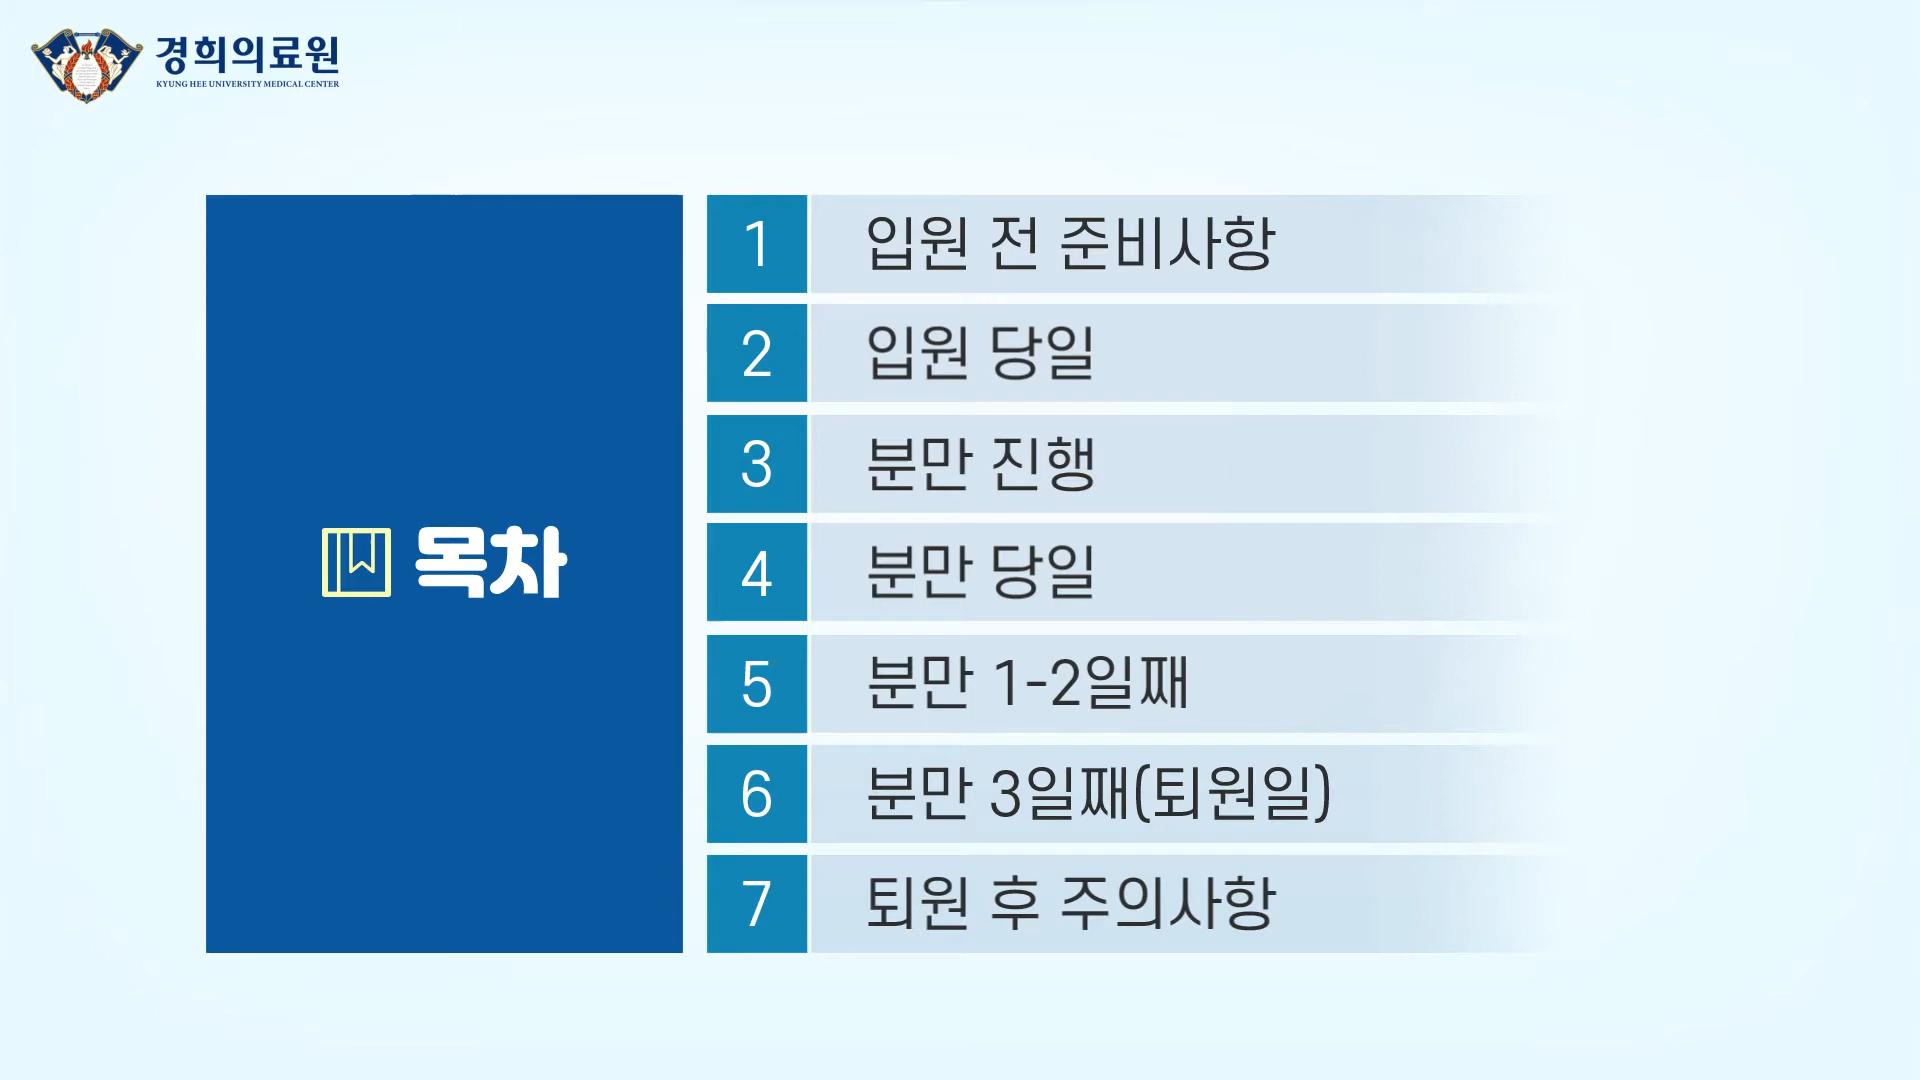 경희의료원
KYUNG HEE UNIVERSITY MEDICAL CENTER
목차
1 입원 전 준비사항
2 입원 당일
3 분만 진행
4 분만 당일
5 분만 1-2일째
6 분만 3일째(퇴원일)
7 퇴원 후 주의사항